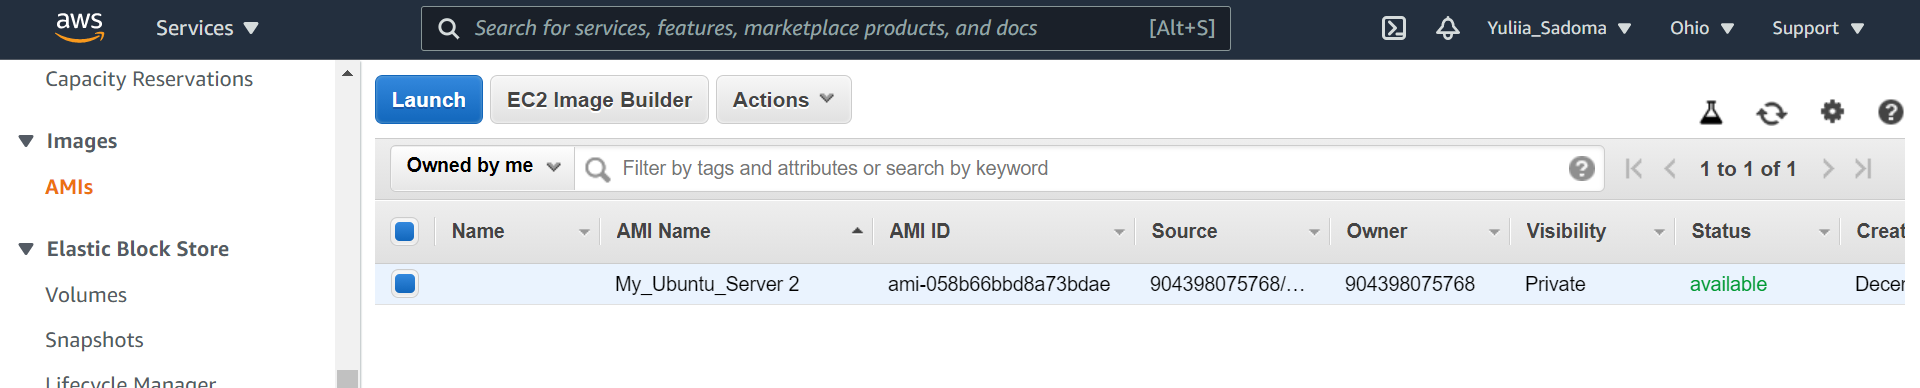 aws Services Search for services, features, marketplace products, and docs [Alt+S] Yuliia_Sadoma Ohio Support
Capacity Reservations
Images
AMIs
Elastic Block Store
Volumes
Snapshots
Lifecycle Manager
Launch EC2 Image Builder Actions
Owned by me Filter by tags and attributes or search by keyword 1 to 1 of 1
Name AMI Name AMI ID Source Owner Visibility Status Creat
My_Ubuntu_Server 2 ami-058b66bbd8a73bdae 904398075768/... 904398075768 Private available Decen